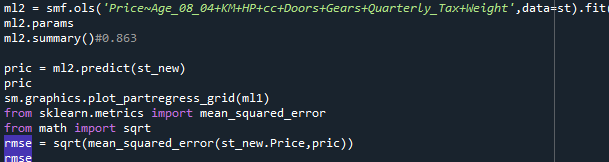 ml2 = smf.ols('Price~Age_08_04+KM+HP+cc+Doors+Gears+Quarterly_Tax+Weight',data=st).fit(
ml2.params
ml2.summary()#0.863
pric = ml2.predict(st_new)
pric
sm.graphics.plot_partregress_grid(ml1)
from sklearn.metrics import mean_squared_error
from math import sqrt
rmse = sqrt(mean_squared_error(st_new.Price,pric))
rmse